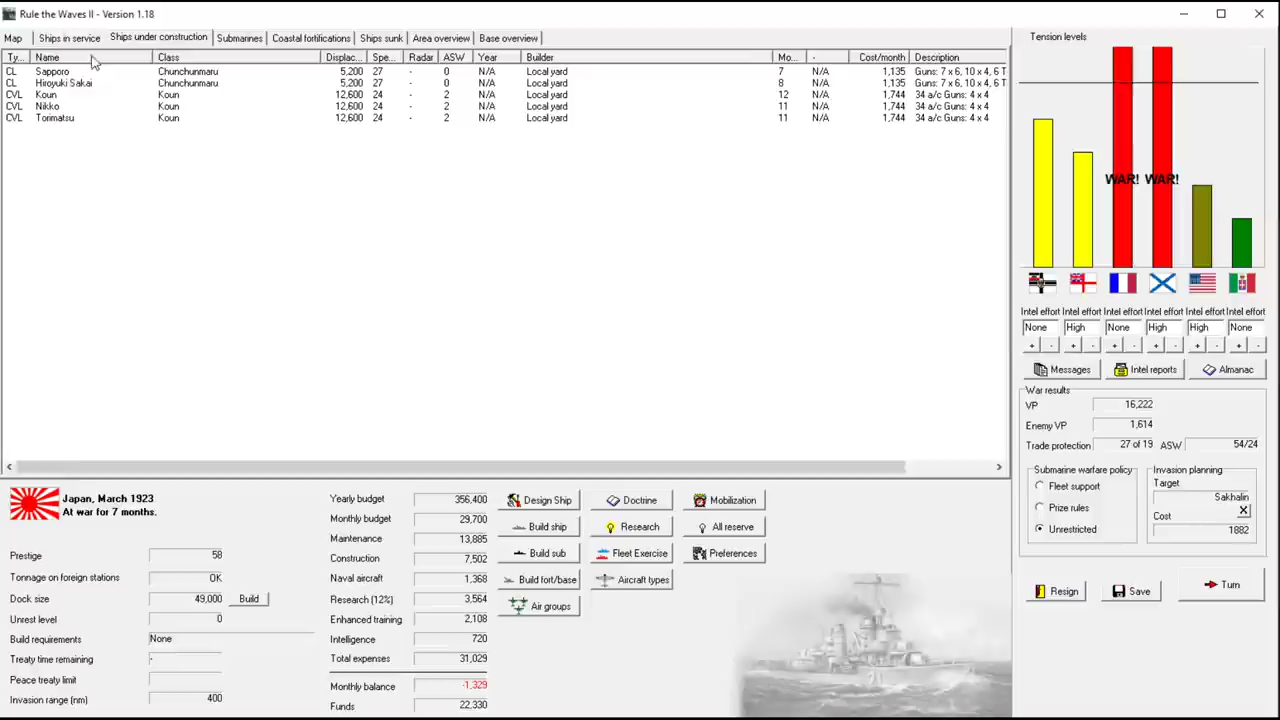 Rule the Waves II - Version 1.18
Map Ships in service Ships under construction Submarines Coastal fortifications Ships sunk Area overview Base overview
Ty... Name Class Displac... Spe... Radar ASW Year Builder Mo... - Cost/month Description
CL Sapporo Chunchunmaru 5,200 27 - 0 N/A Local yard 7 N/A 1,135 Guns: 7 x 6, 10 x 4, 6 T
CL Hiroyuki Sakai Chunchunmaru 5,200 27 - 0 N/A Local yard 8 N/A 1,135 Guns: 7 x 6, 10 x 4, 6 T
CVL Koun Koun 12,600 24 - 2 N/A Local yard 12 N/A 1,744 34 a/c Guns: 4 x 4
CVL Nikko Koun 12,600 24 - 2 N/A Local yard 11 N/A 1,744 34 a/c Guns: 4 x 4
CVL Torimatsu Koun 12,600 24 - 2 N/A Local yard 11 N/A 1,744 34 a/c Guns: 4 x 4
Tension levels
WAR! WAR!
Intel effort Intel effort Intel effort Intel effort Intel effort Intel effort
None High None High High None
+ - + - + - + - + - + -
Messages Intel reports Almanac
War results
VP 16,222
Enemy VP 1,614
Trade protection 27 of 19 ASW 54/24
Submarine warfare policy
Fleet support
Prize rules
Unrestricted
Invasion planning
Target
Sakhalin
Cost X
1882
Resign Save Turn
Japan, March 1923
At war for 7 months.
Prestige 58
Tonnage on foreign stations OK
Dock size 49,000 Build
Unrest level 0
Build requirements None
Treaty time remaining -
Peace treaty limit
Invasion range (nm) 400
Yearly budget 356,400
Monthly budget 29,700
Maintenance 13,885
Construction 7,502
Naval aircraft 1,368
Research (12%) 3,564
Enhanced training 2,108
Intelligence 720
Total expenses 31,029
Monthly balance -1,329
Funds 22,330
Design Ship Doctrine Mobilization
Build ship Research All reserve
Build sub Fleet Exercise Preferences
Build fort/base Aircraft types
Air groups